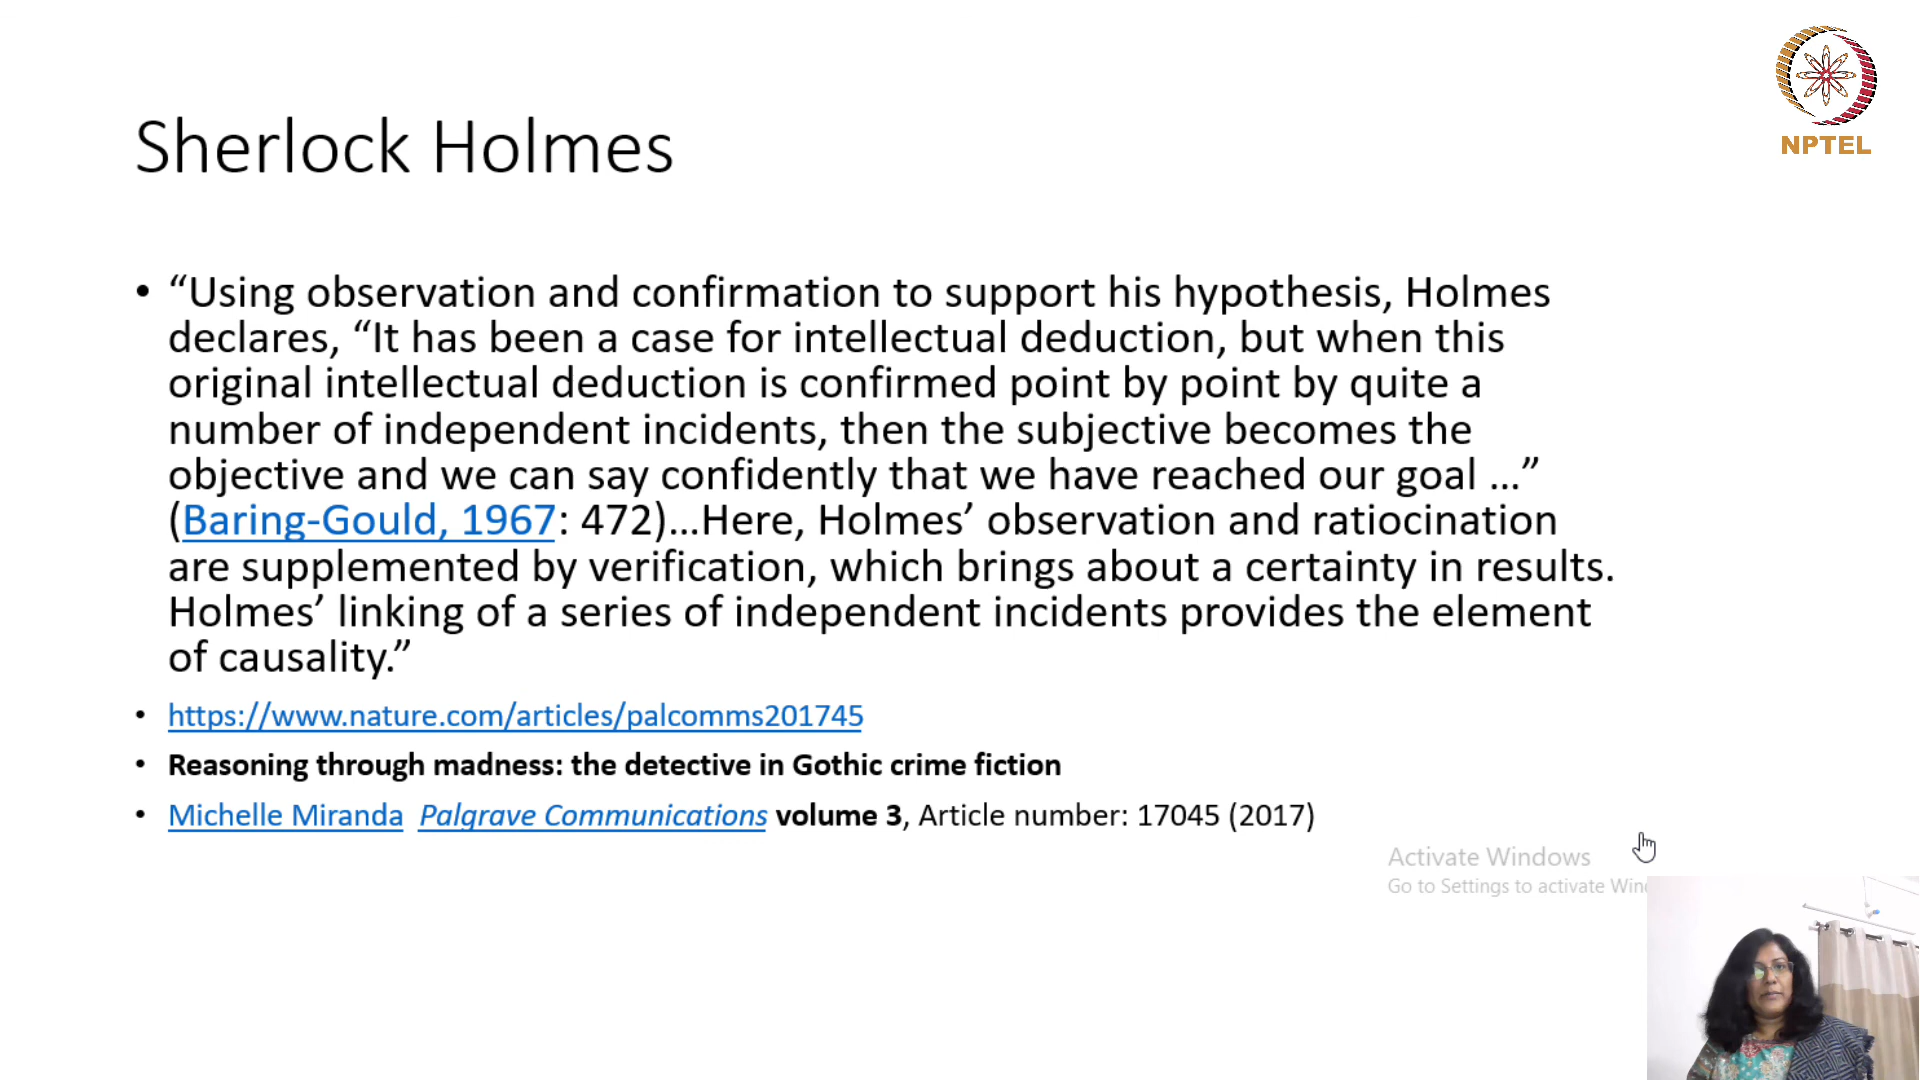 NPTEL
Sherlock Holmes
• “Using observation and confirmation to support his hypothesis, Holmes
declares, “It has been a case for intellectual deduction, but when this
original intellectual deduction is confirmed point by point by quite a
number of independent incidents, then the subjective becomes the
objective and we can say confidently that we have reached our goal …”
(Baring-Gould, 1967: 472)…Here, Holmes’ observation and ratiocination
are supplemented by verification, which brings about a certainty in results.
Holmes’ linking of a series of independent incidents provides the element
of causality.”
• https://www.nature.com/articles/palcomms201745
• Reasoning through madness: the detective in Gothic crime fiction
• Michelle Miranda Palgrave Communications volume 3, Article number: 17045 (2017)
Activate Windows
Go to Settings to activate Win